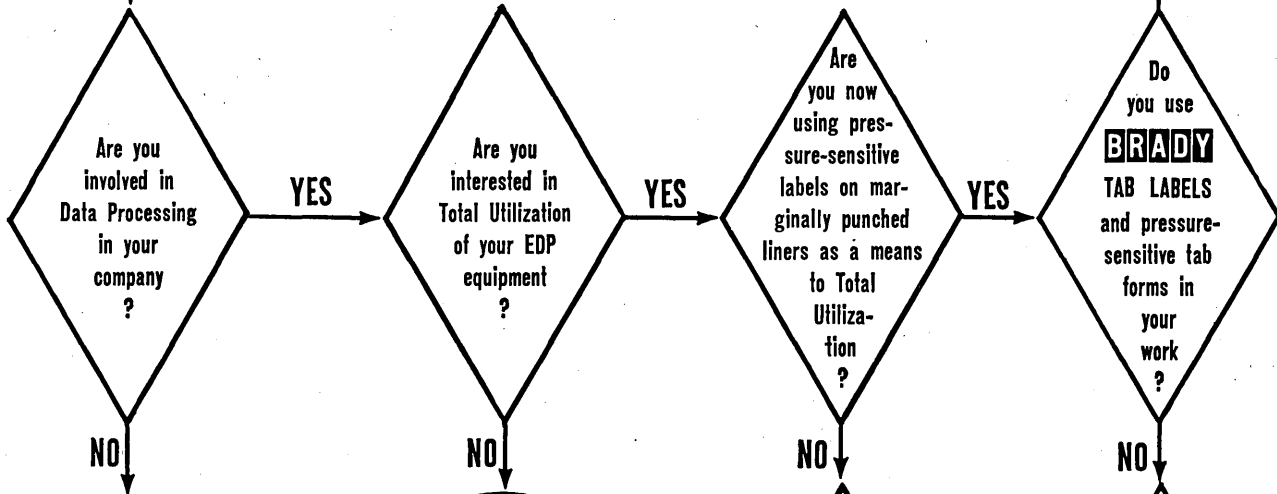 Are you
involved in
Data Processing
in your
company
?
YES
Are you
interested in
Total Utilization
of your EDP
equipment
?
YES
Are
you now
using pres-
sure-sensitive
labels on mar-
ginally punched
liners as a means
to Total
Utiliza-
tion
?
YES
Do
you use
BRADY
TAB LABELS
and pressure-
sensitive tab
forms in
your
work
?
NO
NO
NO
NO